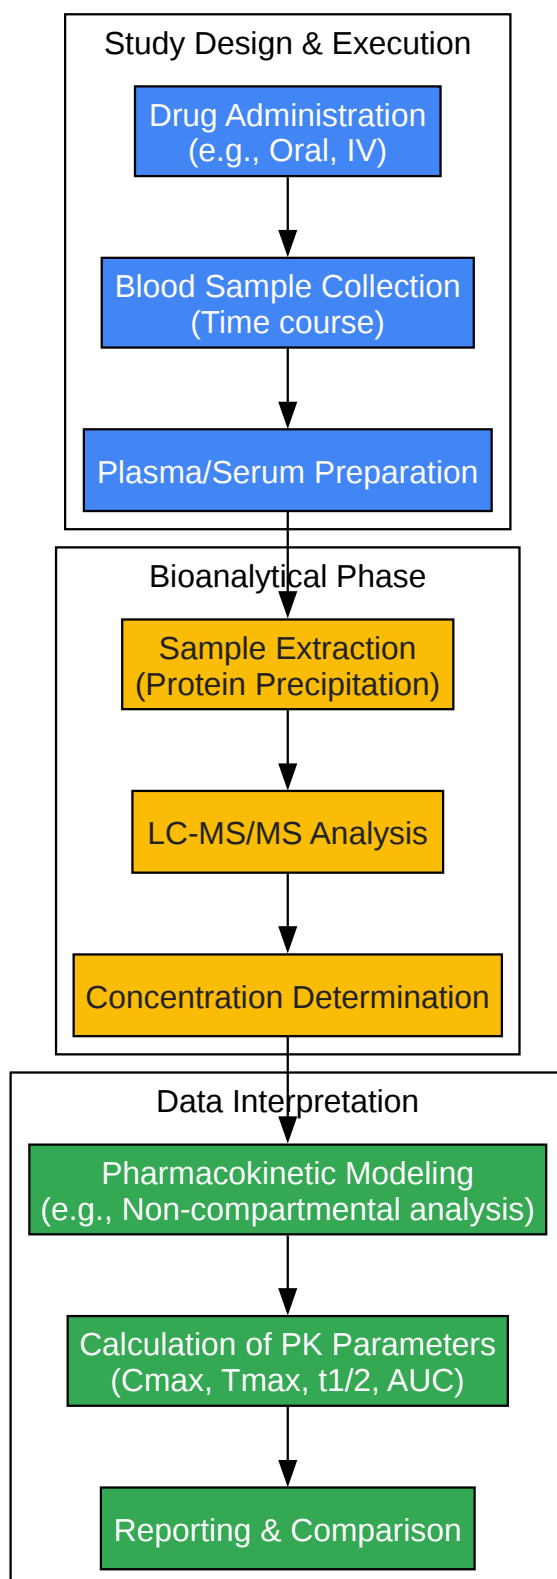 Study Design & Execution
Drug Administration
(e.g., Oral, IV)
Blood Sample Collection
(Time course)
Plasma/Serum Preparation
Bioanalytical Phase
Sample Extraction
(Protein Precipitation)
LC-MS/MS Analysis
Concentration Determination
Data Interpretation
Pharmacokinetic Modeling
(e.g., Non-compartmental analysis)
Calculation of PK Parameters
(Cmax, Tmax, t1/2, AUC)
Reporting & Comparison